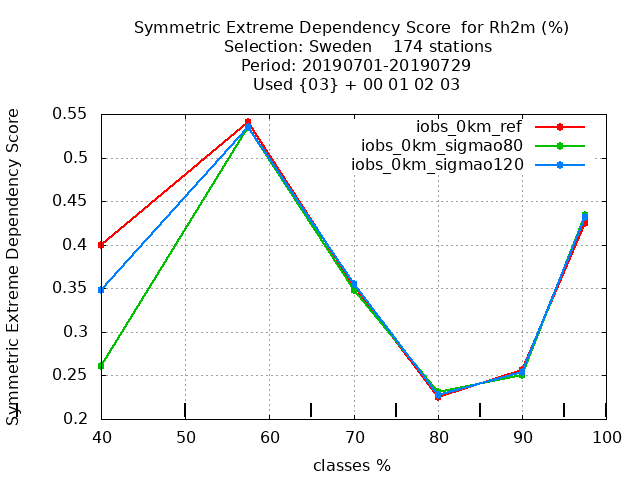 Symmetric Extreme Dependency Score  for Rh2m (%)
Selection: Sweden    174 stations
Period: 20190701-20190729
Used {03} + 00 01 02 03
Symmetric Extreme Dependency Score
0.55
0.5
0.45
0.4
0.35
0.3
0.25
0.2
iobs_0km_ref
iobs_0km_sigmao80
iobs_0km_sigmao120
40 50 60 70 80 90 100
classes %